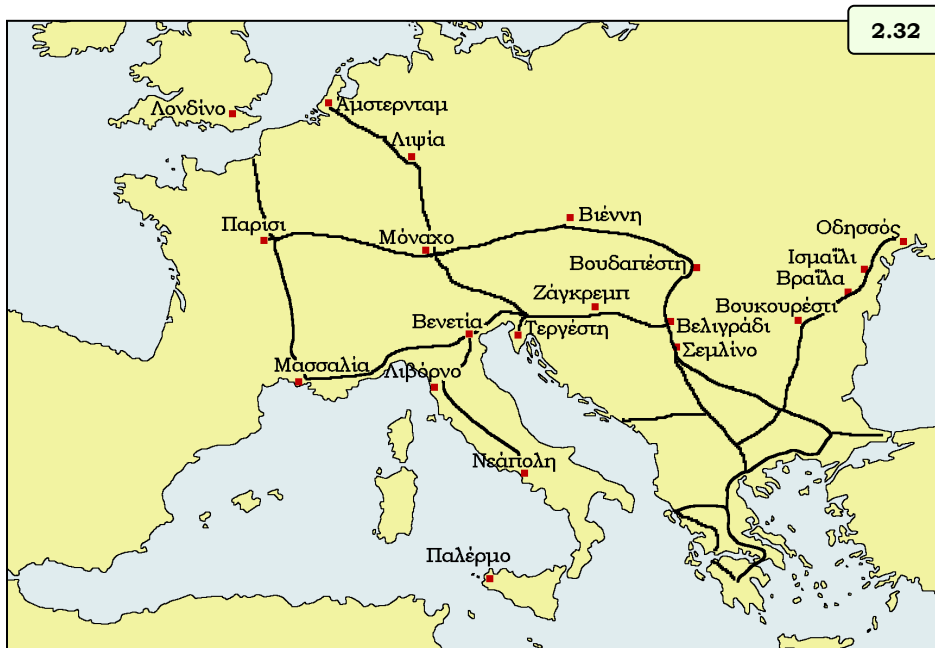 2.32
Λονδίνο
Άμστερνταμ
Λιψία
Παρίσι
Μόναχο
Βιέννη
Οδησσός
Βουδαπέστη
Ισμαΐλι
Βραΐλα
Ζάγκρεμπ
Βουκουρέστι
Βενετία
Τεργέστη
Βελιγράδι
Σεμλίνο
Μασσαλία
Λιβόρνο
Νεάπολη
Παλέρμο